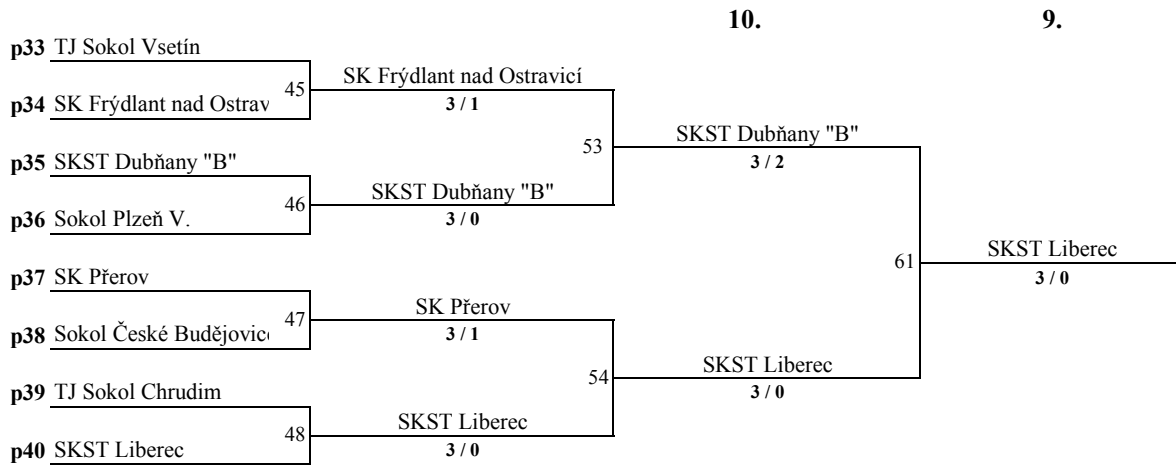 10. 9.
p33 TJ Sokol Vsetín
45 SK Frýdlant nad Ostravicí
3 / 1
p34 SK Frýdlant nad Ostrav
53 SKST Dubňany "B"
3 / 2
p35 SKST Dubňany "B"
46 SKST Dubňany "B"
3 / 0
p36 Sokol Plzeň V.
61 SKST Liberec
3 / 0
p37 SK Přerov
47 SK Přerov
3 / 1
p38 Sokol České Budějovic
54 SKST Liberec
3 / 0
p39 TJ Sokol Chrudim
48 SKST Liberec
3 / 0
p40 SKST Liberec